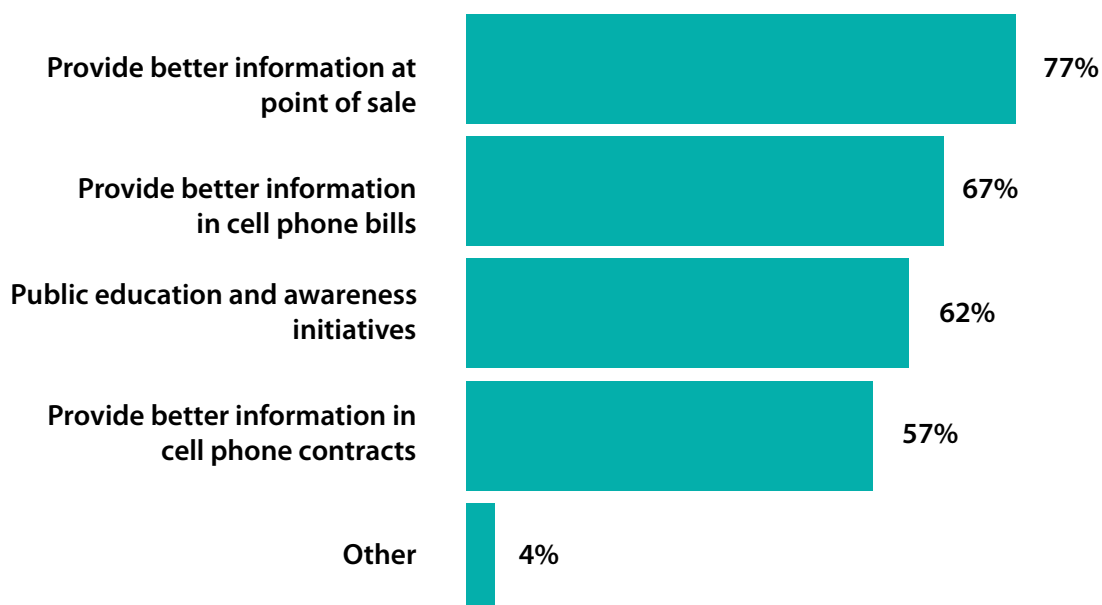 Provide better information at
point of sale
77%
Provide better information
in cell phone bills
67%
Public education and awareness
initiatives
62%
Provide better information in
cell phone contracts
57%
Other
4%